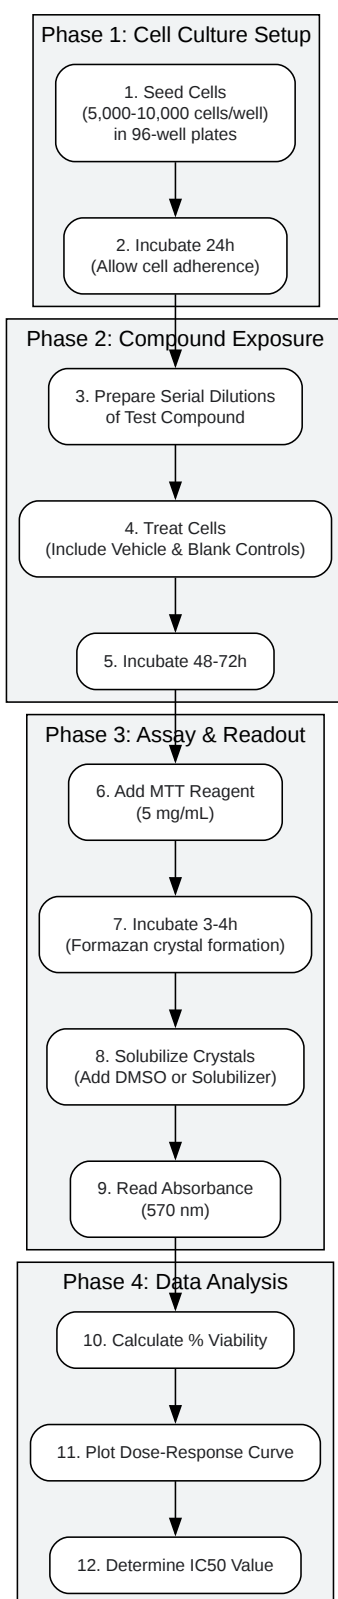 Phase 1: Cell Culture Setup
1. Seed Cells
(5,000-10,000 cells/well)
in 96-well plates
2. Incubate 24h
(Allow cell adherence)
Phase 2: Compound Exposure
3. Prepare Serial Dilutions
of Test Compound
4. Treat Cells
(Include Vehicle & Blank Controls)
5. Incubate 48-72h
Phase 3: Assay & Readout
6. Add MTT Reagent
(5 mg/mL)
7. Incubate 3-4h
(Formazan crystal formation)
8. Solubilize Crystals
(Add DMSO or Solubilizer)
9. Read Absorbance
(570 nm)
Phase 4: Data Analysis
10. Calculate % Viability
11. Plot Dose-Response Curve
12. Determine IC50 Value